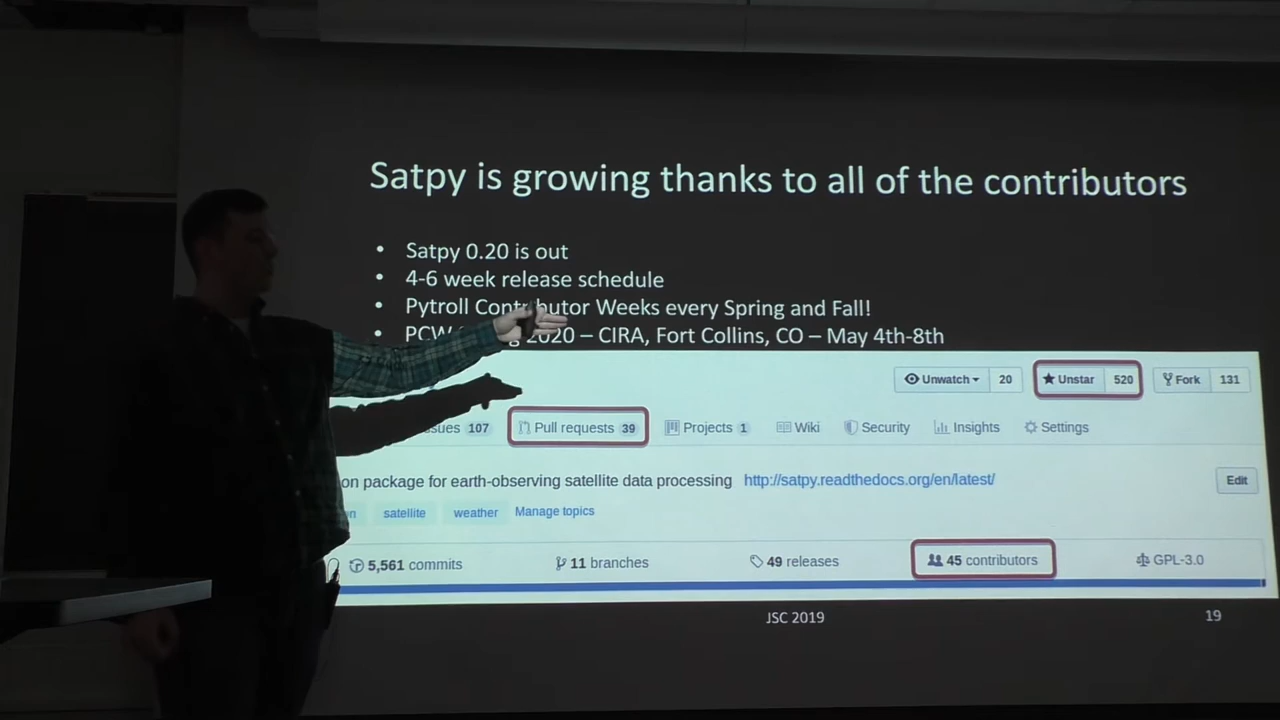 Satpy is growing thanks to all of the contributors
• Satpy 0.20 is out
• 4-6 week release schedule
• Pytroll Contributor Weeks every Spring and Fall!
• PCW 2020 – CIRA, Fort Collins, CO – May 4th-8th
Unwatch 20 Unstar 520 Fork 131
107 Pull requests 39 Projects 1 Wiki Security Insights Settings
package for earth-observing satellite data processing http://satpy.readthedocs.org/en/latest/ Edit
satellite weather Manage topics
5,561 commits 11 branches 49 releases 45 contributors GPL-3.0
JSC 2019 19